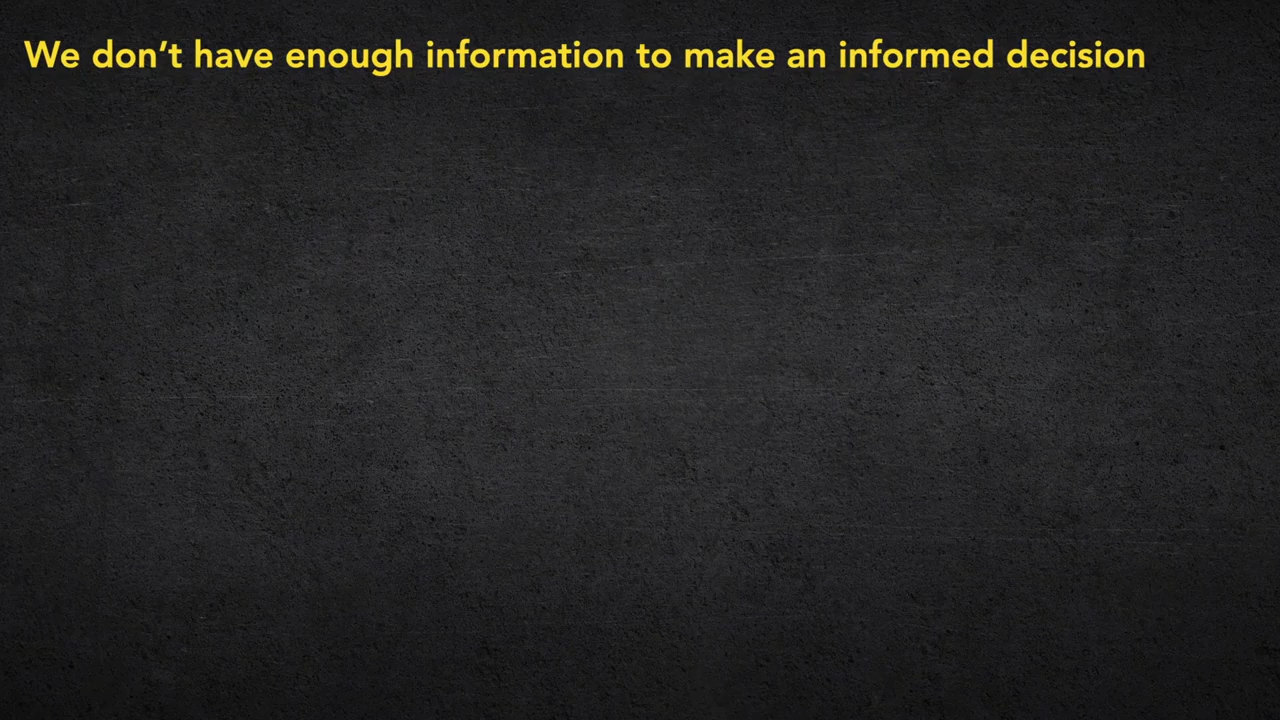 We don’t have enough information to make an informed decision